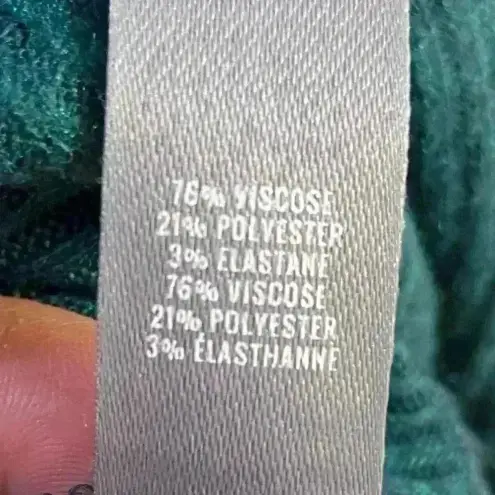 76% VISCOSE
21% POLYESTER
3% ELASTANE
76% VISCOSE
21% POLYESTER
3% ÉLASTHANNE